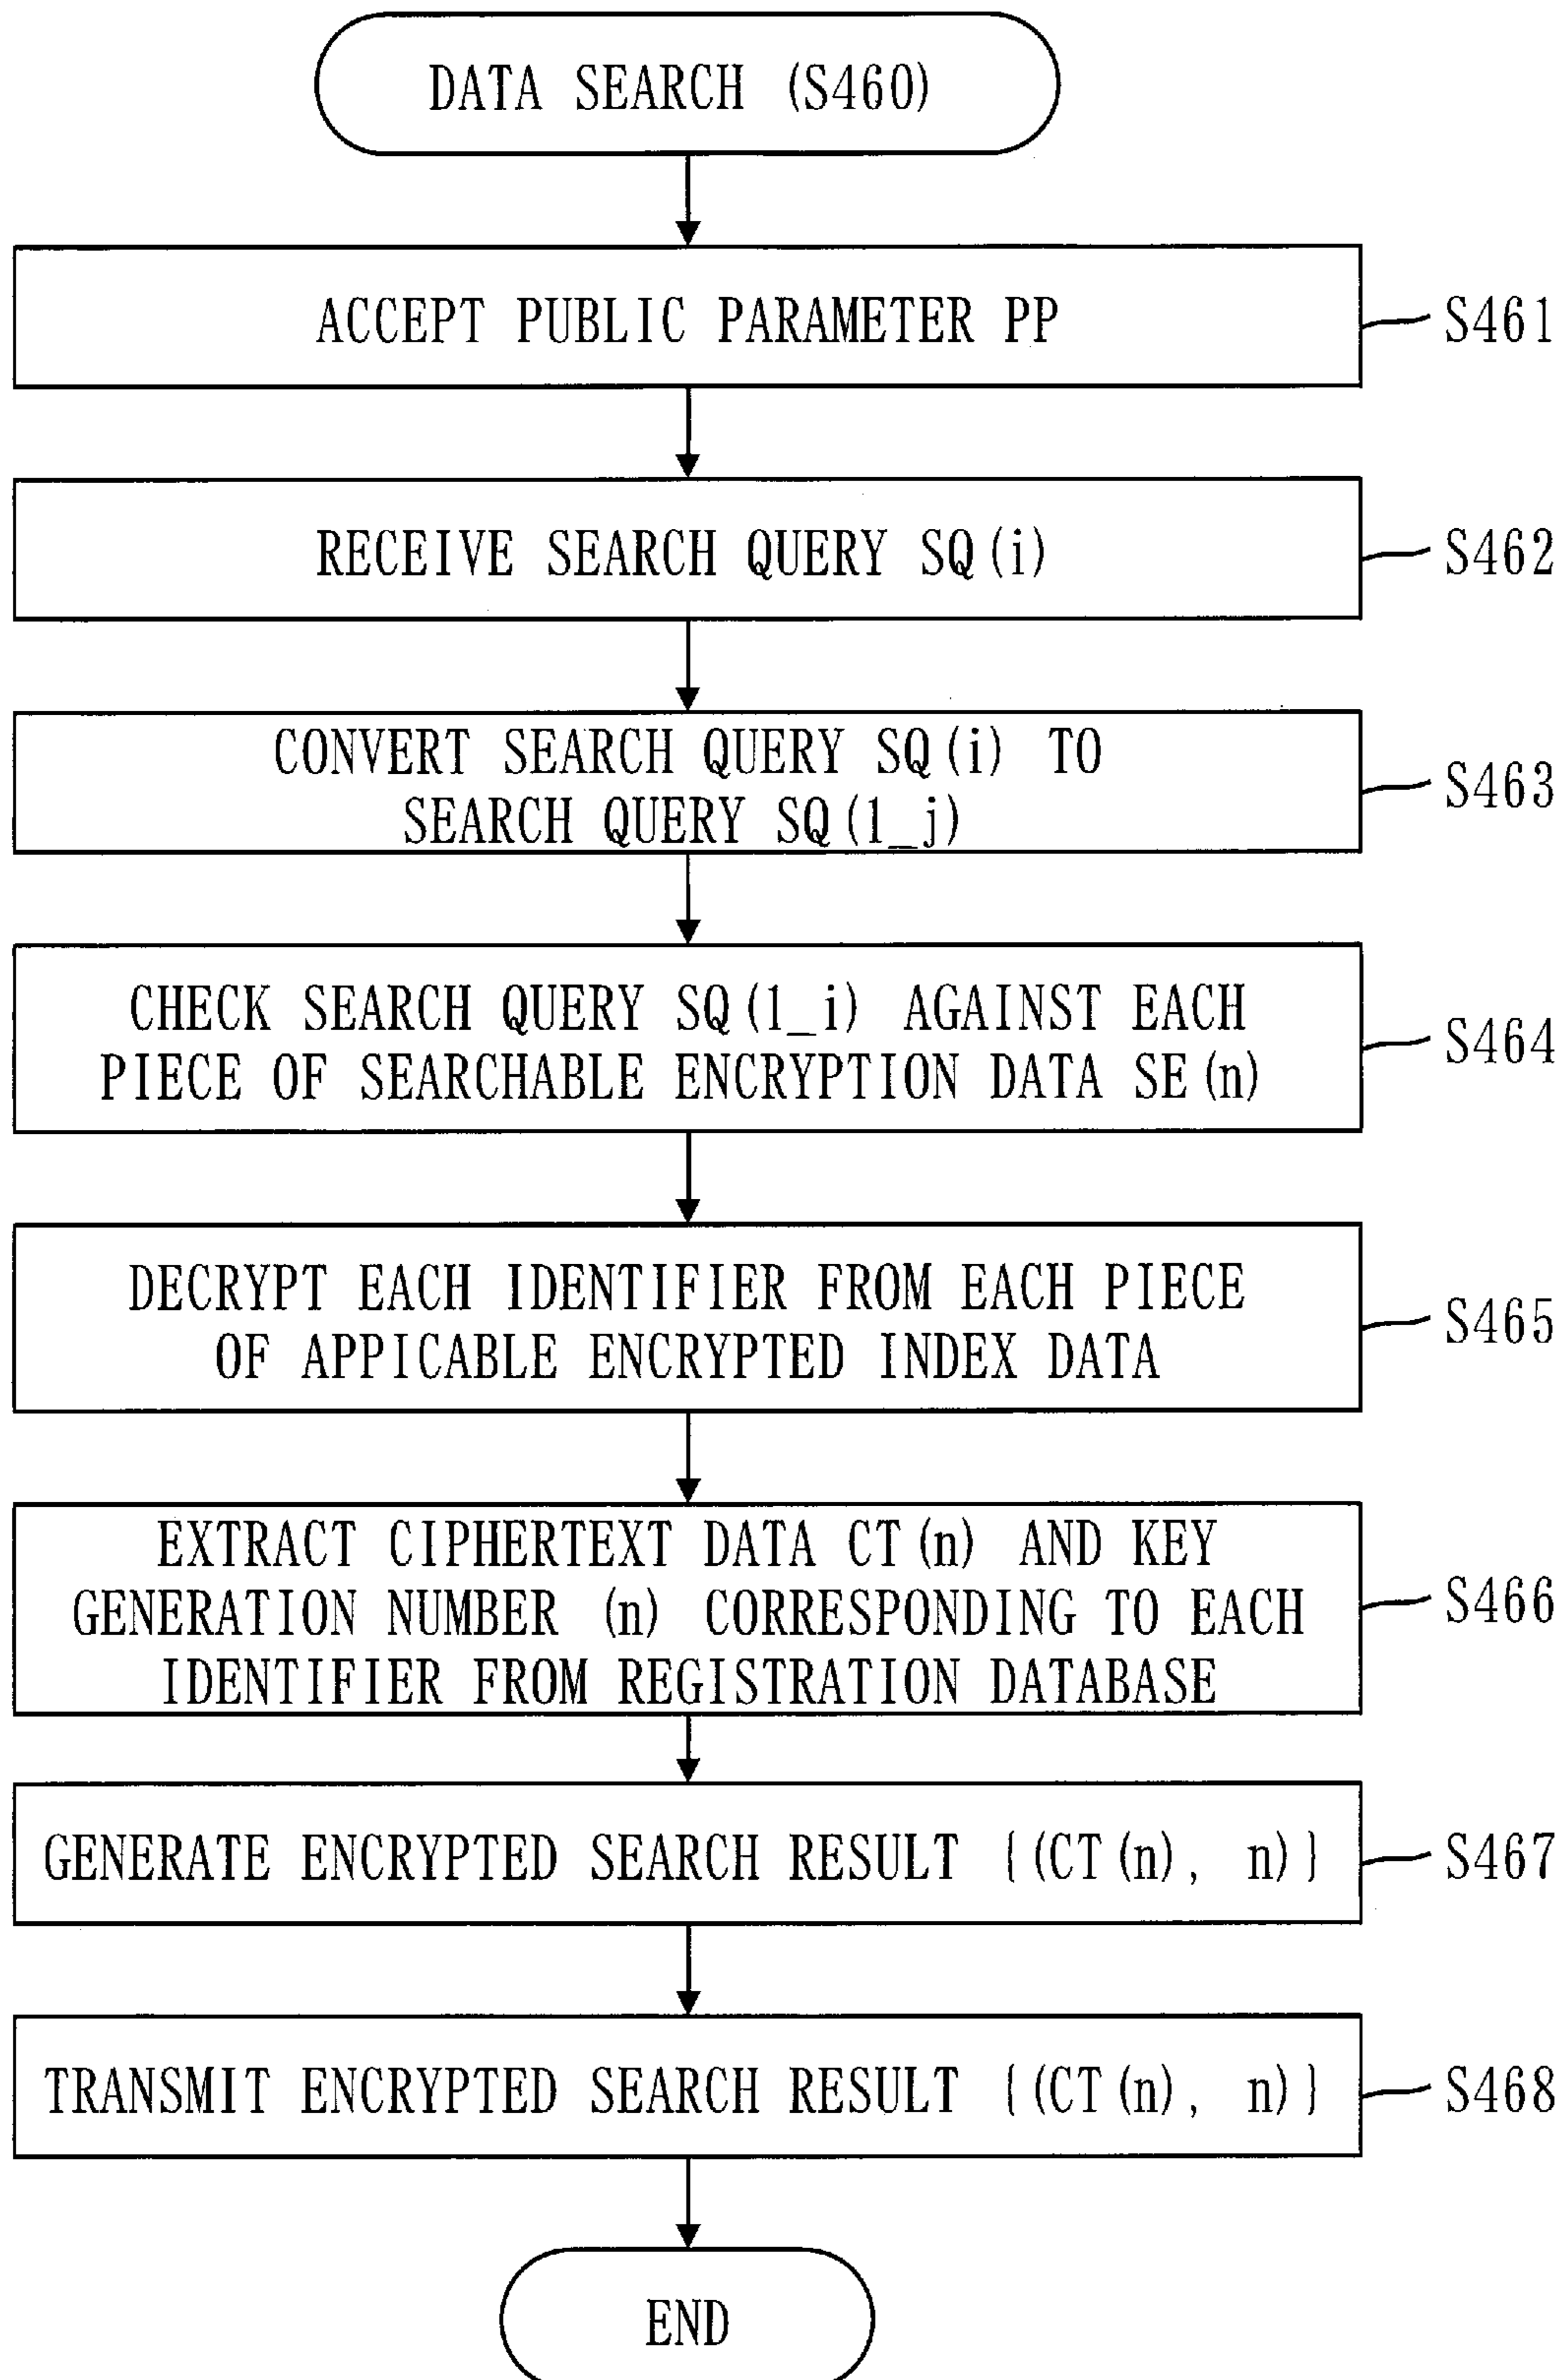 DATA SEARCH (S460)
ACCEPT PUBLIC PARAMETER PP
S461
RECEIVE SEARCH QUERY SQ(i)
S462
CONVERT SEARCH QUERY SQ(i) TO
SEARCH QUERY SQ(1_j)
S463
CHECK SEARCH QUERY SQ(1_i) AGAINST EACH
PIECE OF SEARCHABLE ENCRYPTION DATA SE(n)
S464
DECRYPT EACH IDENTIFIER FROM EACH PIECE
OF APPICABLE ENCRYPTED INDEX DATA
S465
EXTRACT CIPHERTEXT DATA CT(n) AND KEY
GENERATION NUMBER (n) CORRESPONDING TO EACH
IDENTIFIER FROM REGISTRATION DATABASE
S466
GENERATE ENCRYPTED SEARCH RESULT {(CT(n), n)}
S467
TRANSMIT ENCRYPTED SEARCH RESULT {(CT(n), n)}
S468
END